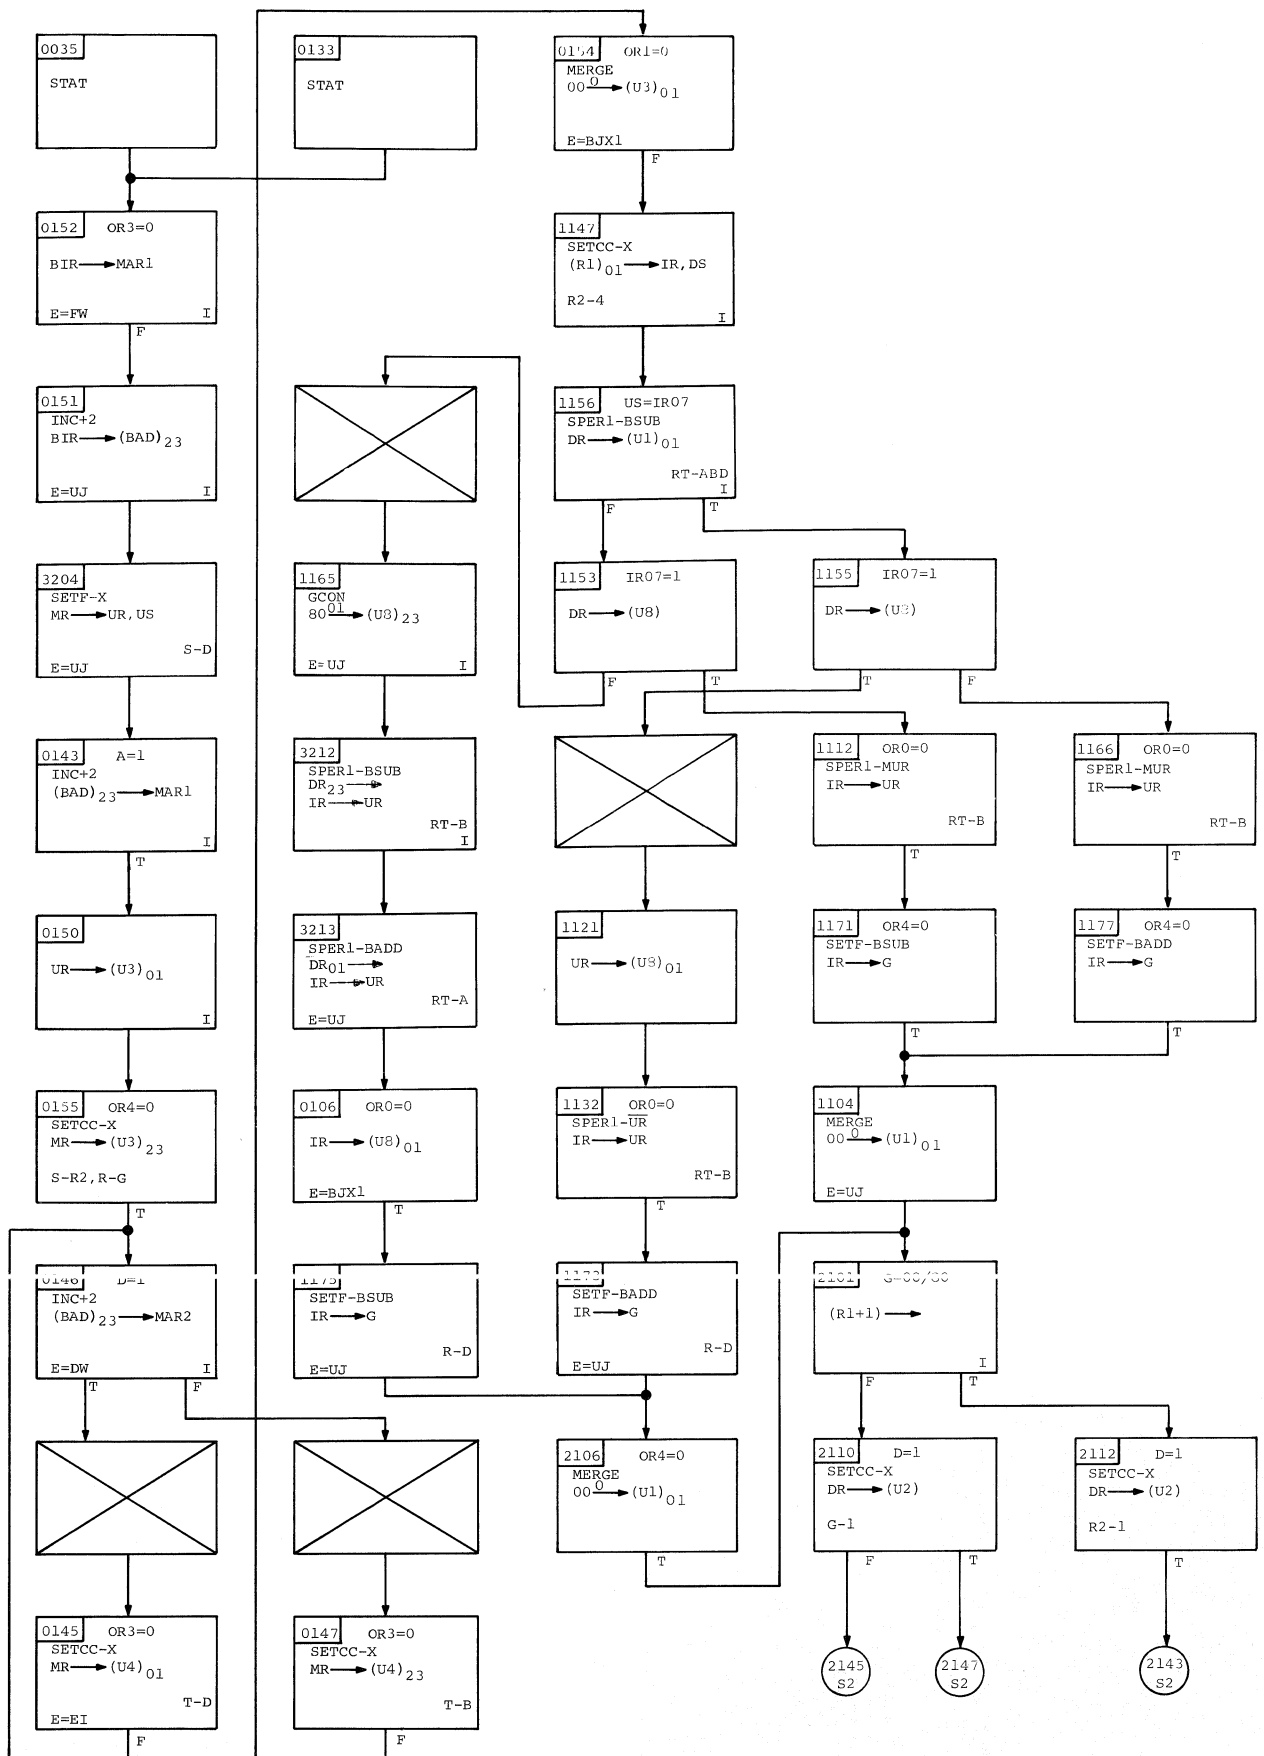 0035
STAT
0133
STAT
0154 OR1=0
MERGE
00 0 → (U3)01
E=BJX1
F
0152 OR3=0
BIR → MAR1
E=FW I
F
1147
SETCC-X
(R1)01 → IR,DS
R2-4
I
0151
INC+2
BIR → (BAD)23
E=UJ I
1156 US=IR07
SPER1-BSUB
DR → (U1)01
RT-ABD
I
F T
3204
SETF-X
MR → UR,US
S-D
E=UJ
1165
GCON
80 01 → (U8)23
E=UJ I
1153 IR07=1
DR → (U8)
F T
1155 IR07=1
DR →
T F
0143 A=1
INC+2
(BAD)23 → MAR1
I
T
3212
SPER1-BSUB
DR23 →
IR → UR
RT-B
I
1112 OR0=0
SPER1-MUR
IR → UR
RT-B
T
1166 OR0=0
SPER1-MUR
IR → UR
RT-B
T
0150
UR → (U3)01
I
3213
SPER1-BADD
DR01 →
IR → UR
RT-A
E=UJ
1121
UR → (U8)01
1171 OR4=0
SETF-BSUB
IR → G
T
1177 OR4=0
SETF-BADD
IR → G
T
0155 OR4=0
SETCC-X
MR → (U3)23
S-R2,R-G
T
0106 OR0=0
IR → (U8)01
E=BJX1
T
1132 OR0=0
SPER1-U̅R̅
IR → UR
RT-B
T
1104
MERGE
00 0 → (U1)01
E=UJ
0146 D=1
INC+2
(BAD)23 → MAR2
E=DW I
T F
1175
SETF-BSUB
IR → G
R-D
E=UJ
1173
SETF-BADD
IR → G
R-D
E=UJ
2101 G=00/80
(R1+1) →
I
F T
2106 OR4=0
MERGE
00 0 → (U1)01
T
2110 D=1
SETCC-X
DR → (U2)
G-1
F T
2112 D=1
SETCC-X
DR → (U2)
R2-1
T
0145 OR3=0
SETCC-X
MR → (U4)01
T-D
E=EI
F
0147 OR3=0
SETCC-X
MR → (U4)23
T-B
F
2145
S2
2147
S2
2143
S2